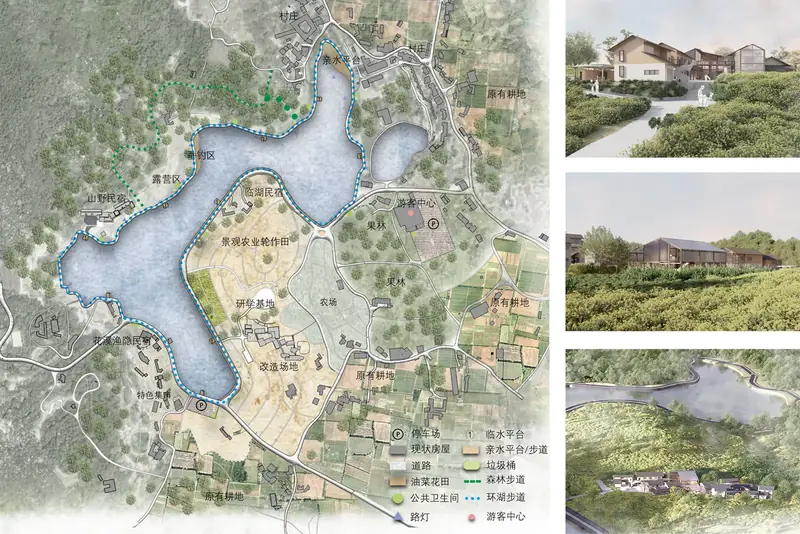 村庄
村庄
亲水平台
原有耕地
垂钓区
露营区
山野民宿
临湖民宿
游客中心
P
果林
景观农业轮作田
果林
研学基地
农场
原有耕地
花溪渔隐民宿
改造场地
原有耕地
特色集市
P
原有耕地
P 停车场
现状房屋
道路
油菜花田
公共卫生间
路灯
临水平台
亲水平台/步道
垃圾桶
森林步道
环湖步道
游客中心